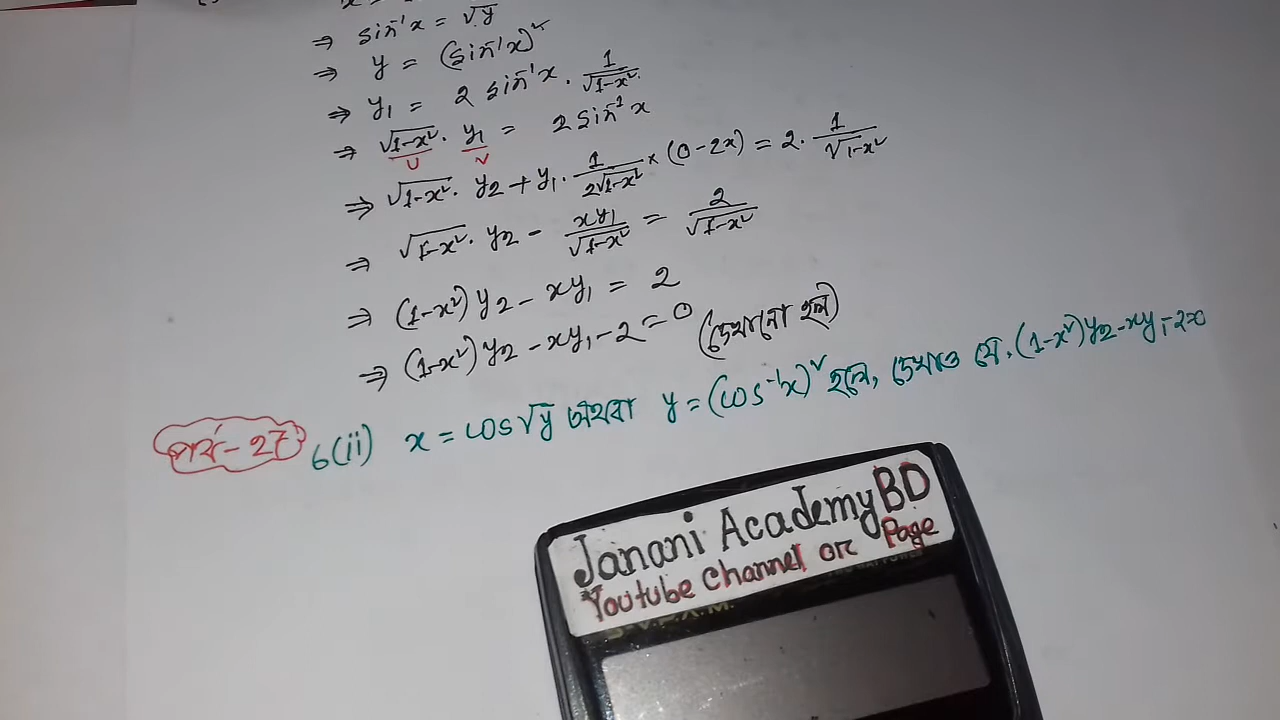 ⇒ sin⁻¹x = √y
⇒ y = (sin⁻¹x)²
⇒ y₁ = 2 sin⁻¹x · 1/√(1-x²)
⇒ √(1-x²) · y₁ = 2 sin⁻¹x
U V
⇒ √(1-x²) · y₂ + y₁ · 1/(2√(1-x²)) × (0-2x) = 2 · 1/√(1-x²)
⇒ √(1-x²) · y₂ - xy₁/√(1-x²) = 2/√(1-x²)
⇒ (1-x²)y₂ - xy₁ = 2
⇒ (1-x²)y₂ - xy₁ - 2 = 0 (দেখানো হল)
পর্ব-27 6(ii) x = cos√y অথবা y = (cos⁻¹x)² হলে, দেখাও যে, (1-x²)y₂-xy₁-2=0
Janani Academy BD
Youtube Channel or Page
S-V.P.A.M.